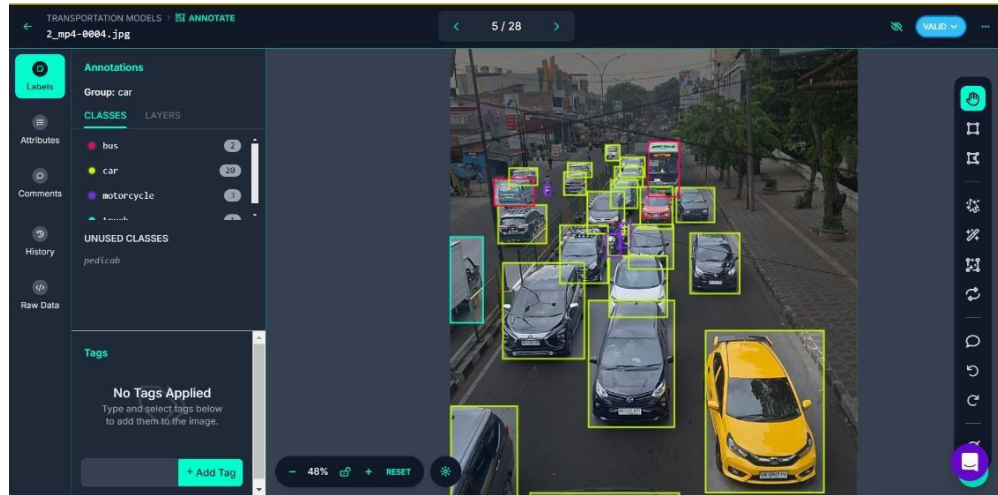 TRANSPORTATION MODELS > ANNOTATE
2_mp4-0004.jpg
5 / 28
VALID
Labels
Attributes
Comments
History
Raw Data
Annotations
Group: car
CLASSES LAYERS
bus 2
car 20
motorcycle 3
truck
UNUSED CLASSES
pedicab
Tags
No Tags Applied
Type and select tags below
to add them to the image.
+ Add Tag
− 48% + RESET